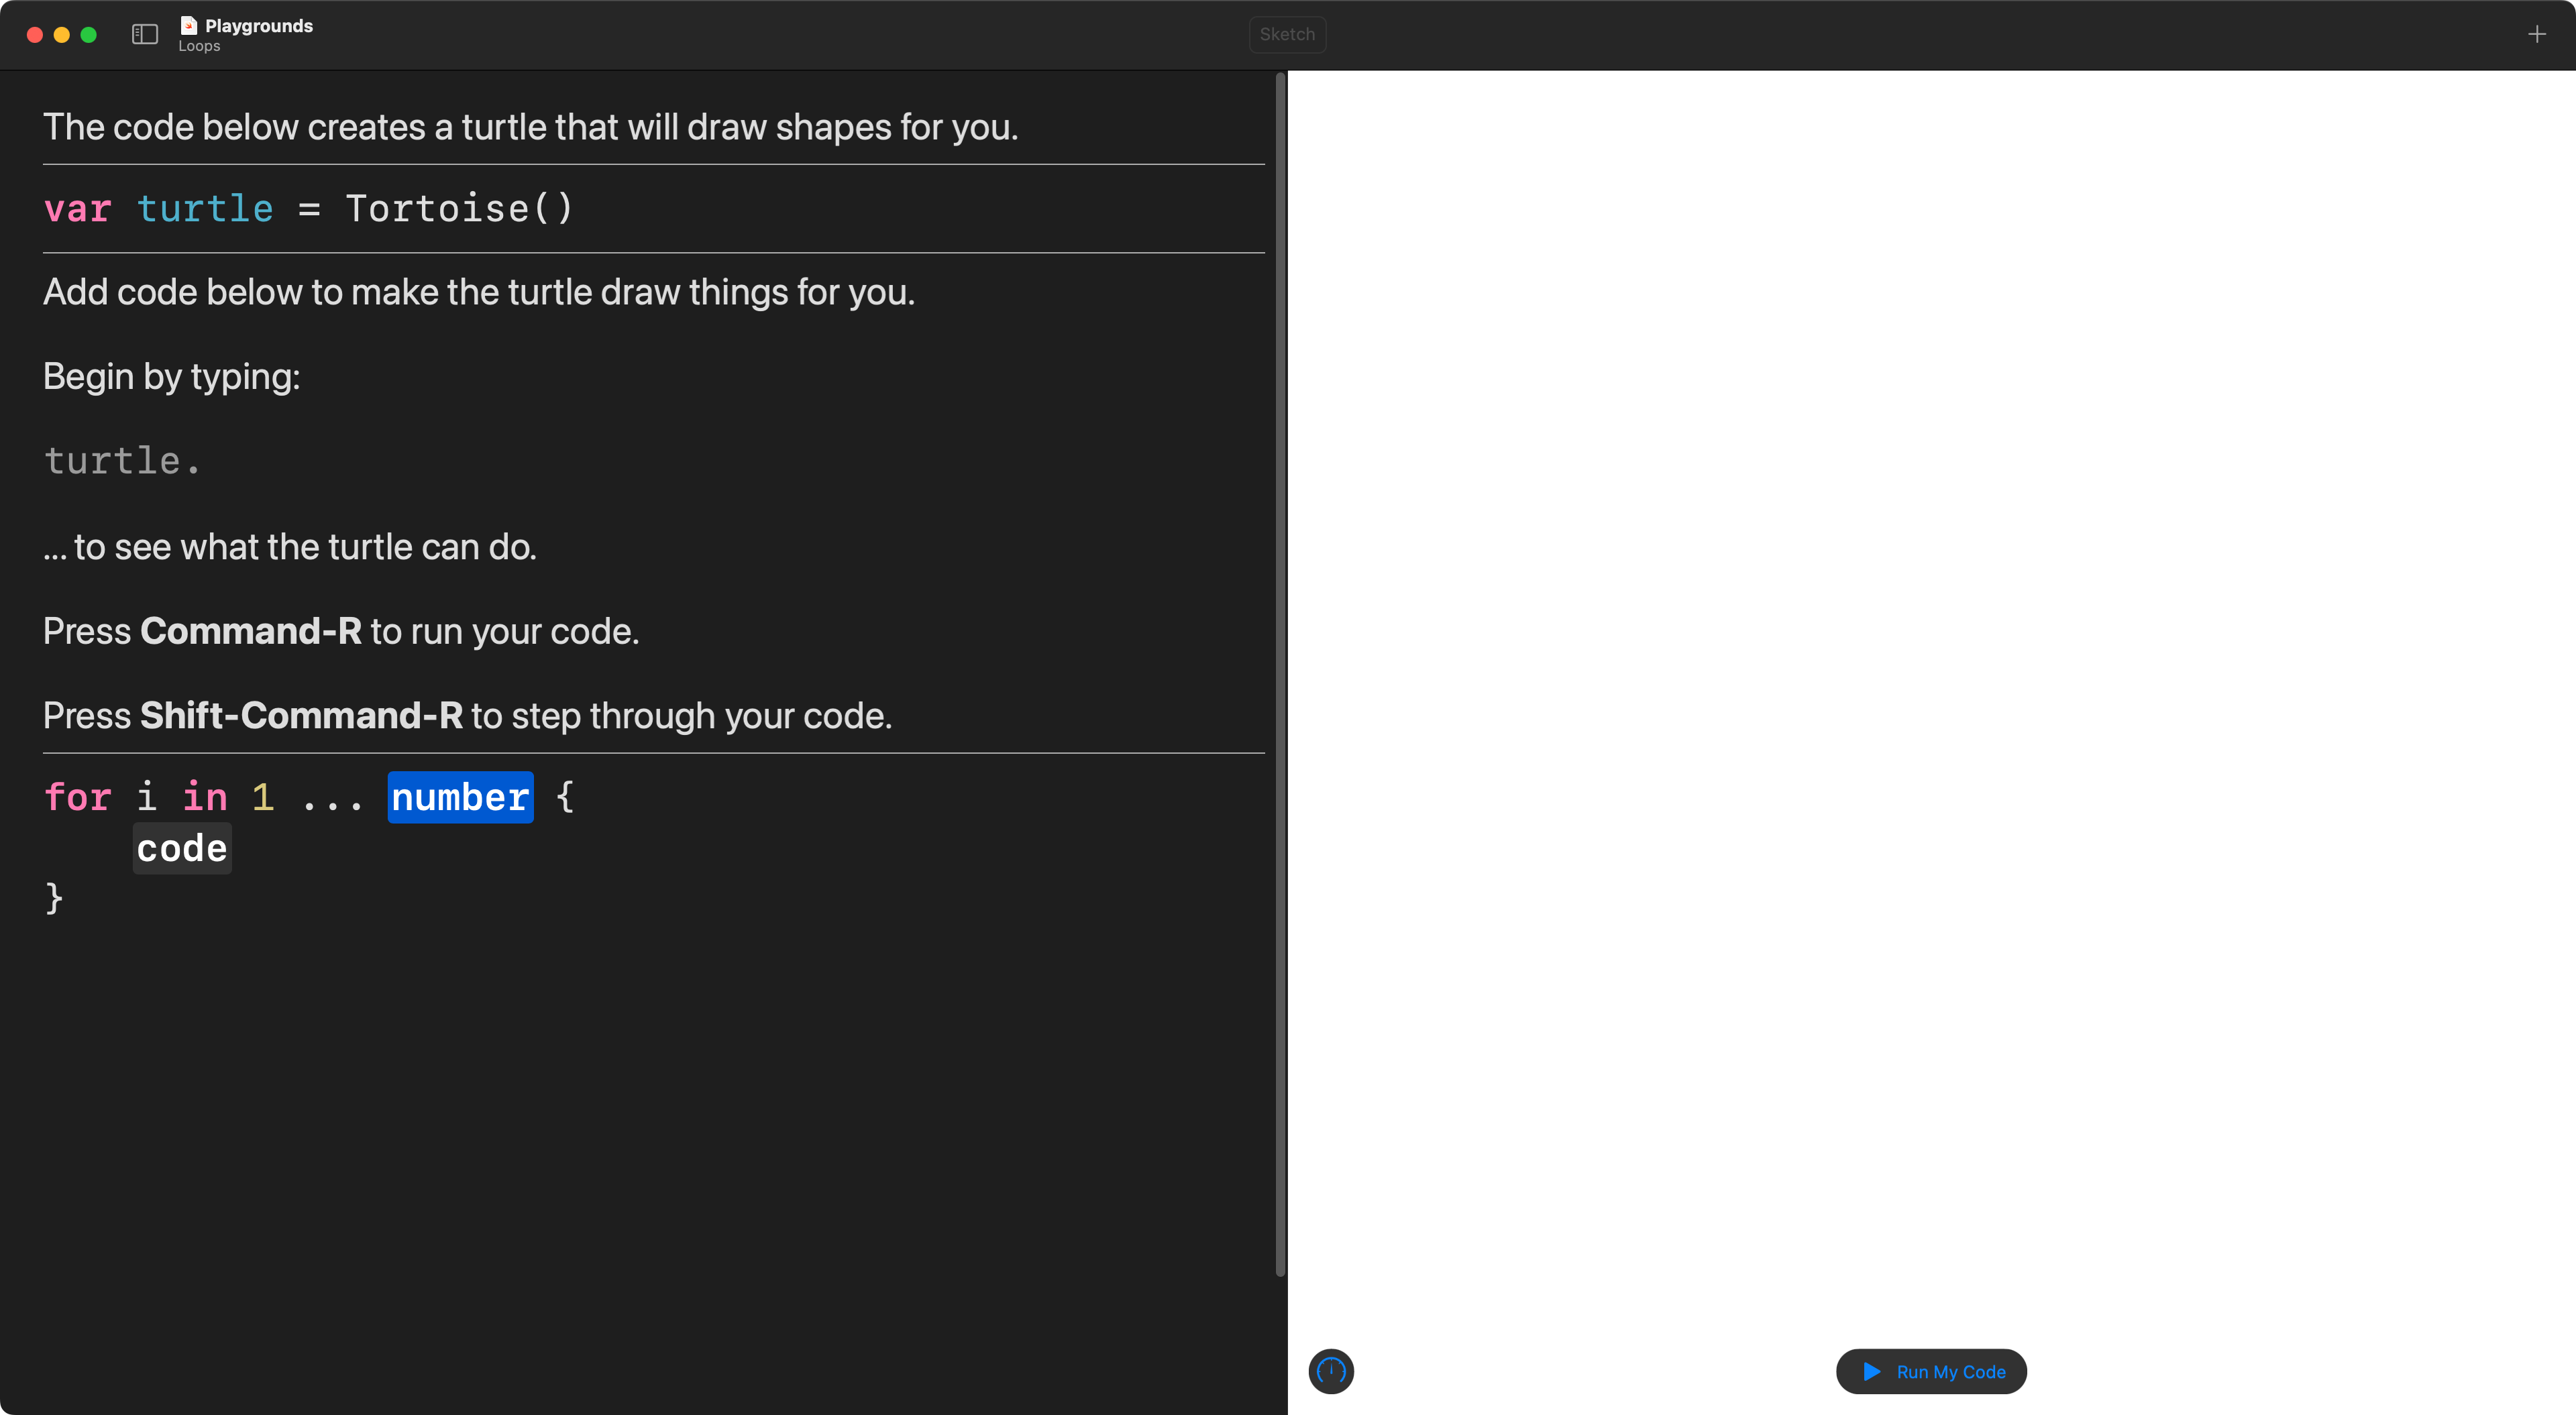 Playgrounds
Loops
Sketch
The code below creates a turtle that will draw shapes for you.
var turtle = Tortoise()
Add code below to make the turtle draw things for you.
Begin by typing:
turtle.
... to see what the turtle can do.
Press Command-R to run your code.
Press Shift-Command-R to step through your code.
for i in 1 ... number {
    code
}
Run My Code